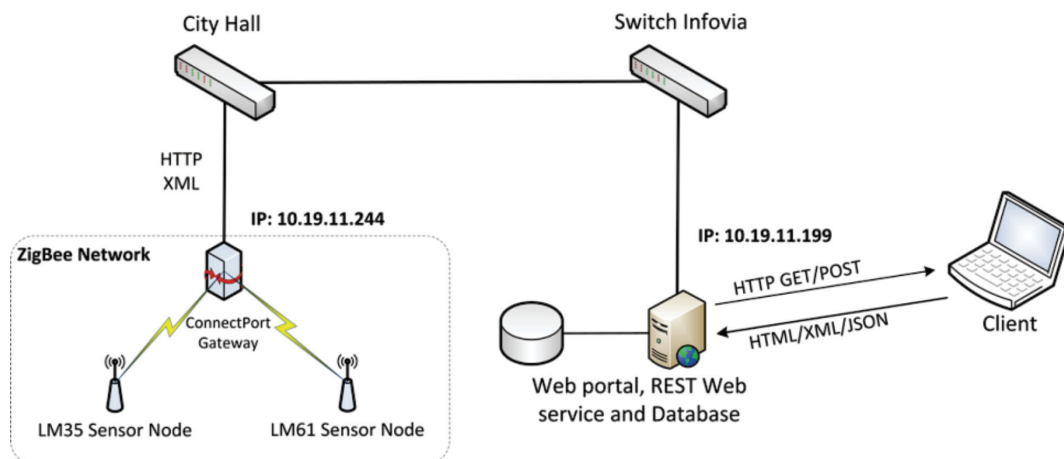 City Hall
Switch Infovia
HTTP
XML
IP: 10.19.11.244
ZigBee Network
ConnectPort
Gateway
LM35 Sensor Node
LM61 Sensor Node
IP: 10.19.11.199
HTTP GET/POST
HTML/XML/JSON
Client
Web portal, REST Web
service and Database